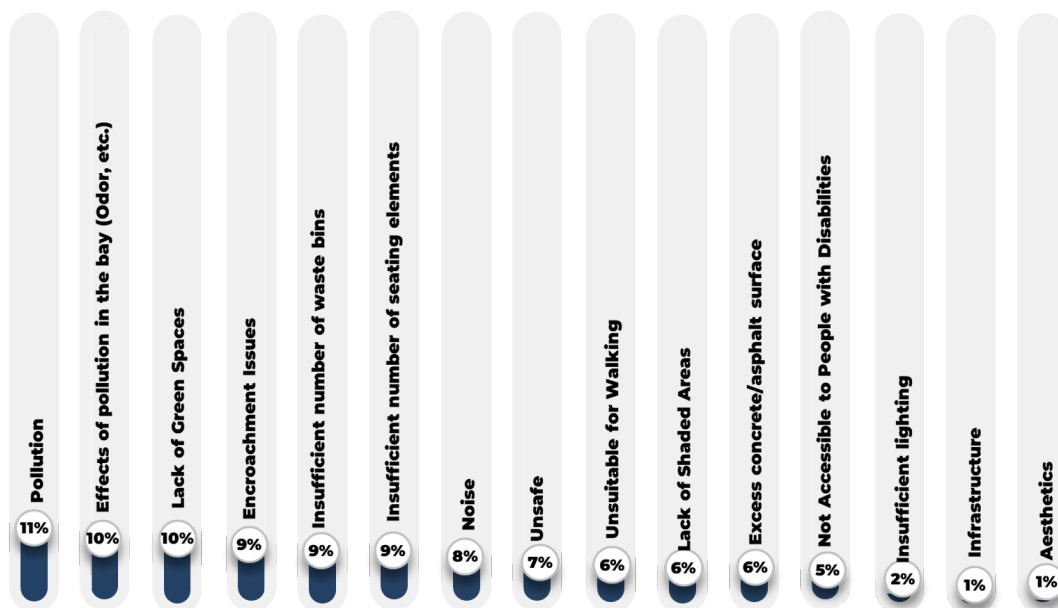 Pollution
11%
Effects of pollution in the bay (Odor, etc.)
10%
Lack of Green Spaces
10%
Encroachment Issues
9%
Insufficient number of waste bins
9%
Insufficient number of seating elements
9%
Noise
8%
Unsafe
7%
Unsuitable for Walking
6%
Lack of Shaded Areas
6%
Excess concrete/asphalt surface
6%
Not Accessible to People with Disabilities
5%
Insufficient lighting
2%
Infrastructure
1%
Aesthetics
1%